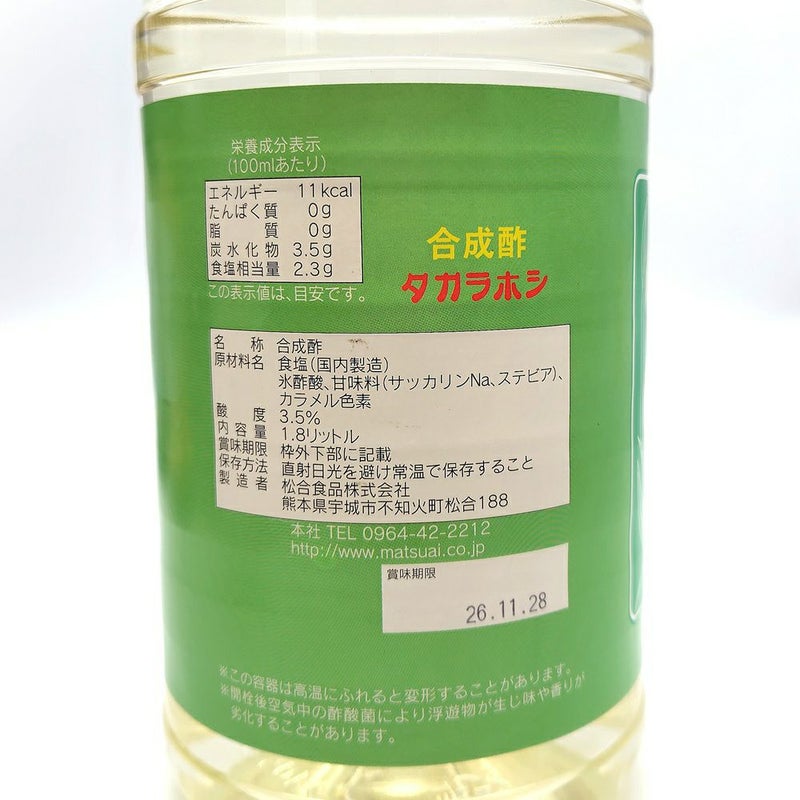 栄養成分表示
(100mlあたり)
エネルギー 11kcal
たんぱく質 0g
脂質 0g
炭水化物 3.5g
食塩相当量 2.3g
この表示値は、目安です。
合成酢
タカラホシ
名称 合成酢
原材料名 食塩(国内製造)
氷酢酸、甘味料(サッカリンNa、ステビア)、
カラメル色素
酸度 3.5%
内容量 1.8リットル
賞味期限 枠外下部に記載
保存方法 直射日光を避け常温で保存すること
製造者 松合食品株式会社
熊本県宇城市不知火町松合188
本社 TEL 0964-42-2212
http://www.matsuai.co.jp
賞味期限
26.11.28
※この容器は高温にふれると変形することがあります。
※開栓後空気中の酢酸菌により浮遊物が生じ味や香りが
劣化することがあります。